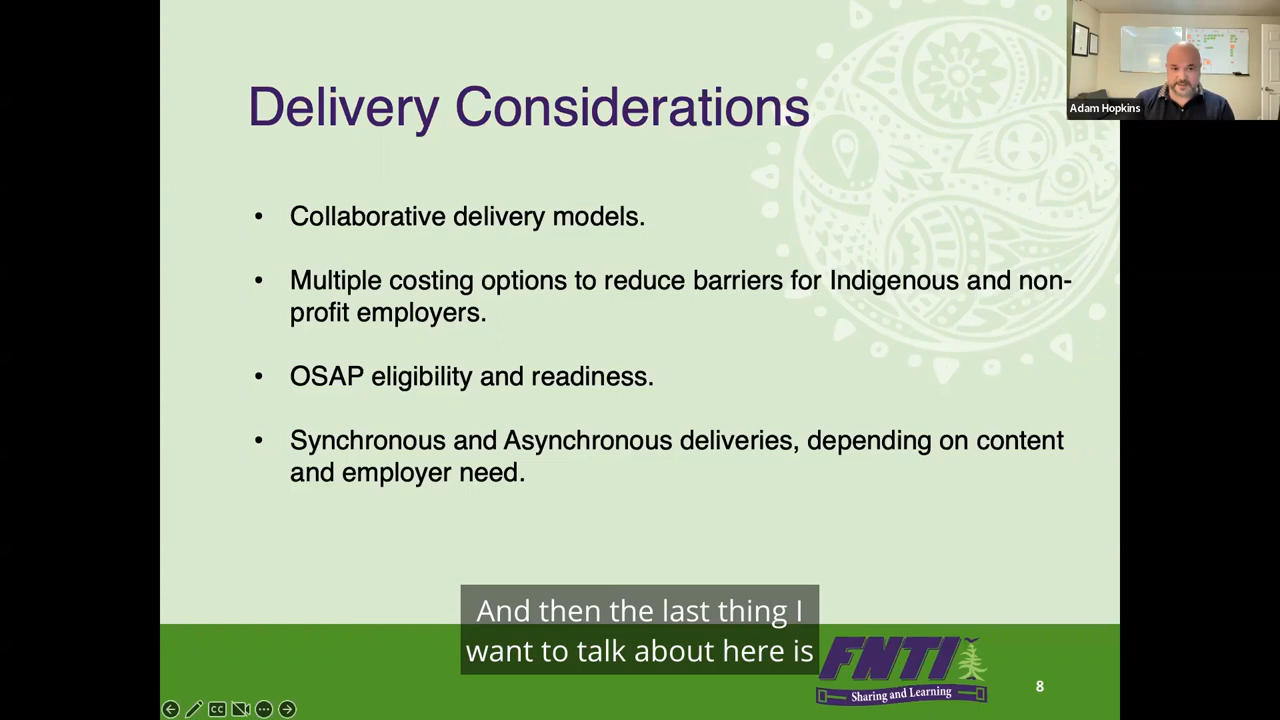 Delivery Considerations
Adam Hopkins
• Collaborative delivery models.
• Multiple costing options to reduce barriers for Indigenous and non-
profit employers.
• OSAP eligibility and readiness.
• Synchronous and Asynchronous deliveries, depending on content
and employer need.
And then the last thing I
want to talk about here is
FNTI
Sharing and Learning
8
CC